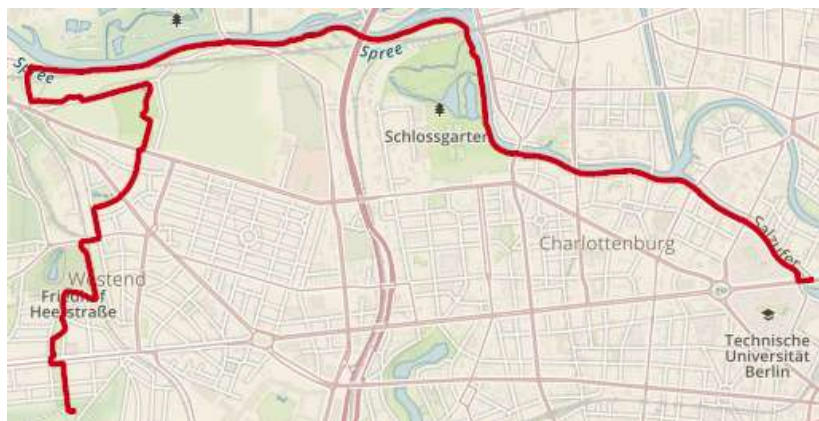 Spree
Spree
Schlossgarten
Charlottenburg
Salzufer
Westend
Friedhof
Heerstraße
Technische
Universität
Berlin